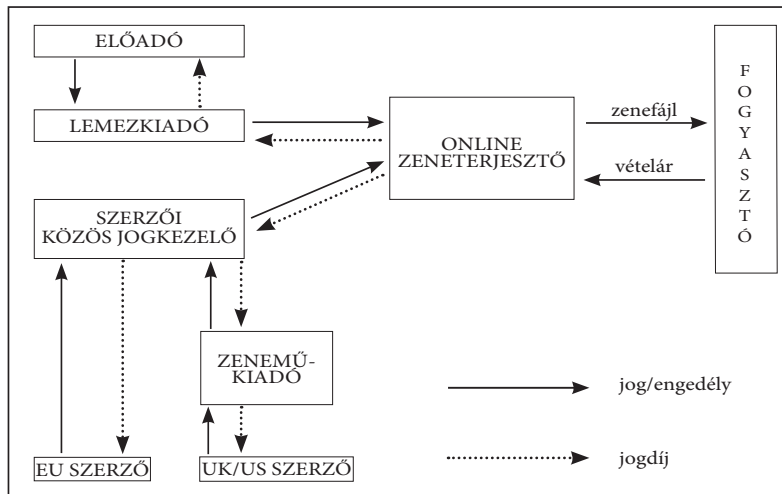 ELŐADÓ
LEMEZKIADÓ
ONLINE
ZENETERJESZTŐ
zenefájl
vételár
FOGYASZTÓ
SZERZŐI
KÖZÖS JOGKEZELŐ
ZENEMŰ-
KIADÓ
EU SZERZŐ
UK/US SZERZŐ
jog/engedély
jogdíj